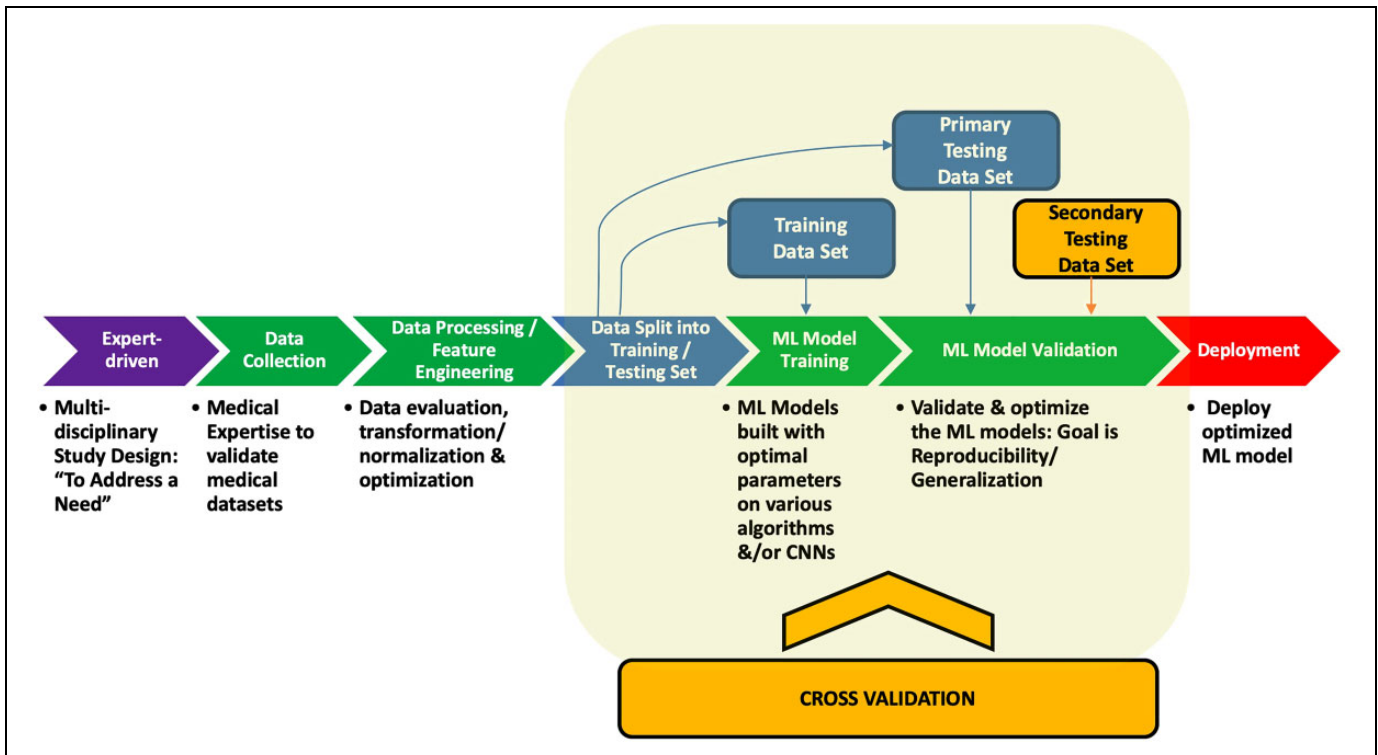 Primary
Testing
Data Set
Training
Data Set
Secondary
Testing
Data Set
Expert-
driven
Data
Collection
Data Processing /
Feature
Engineering
Data Split into
Training /
Testing Set
ML Model
Training
ML Model Validation
Deployment
• Multi-
disciplinary
Study Design:
“To Address a
Need”
• Medical
Expertise to
validate
medical
datasets
• Data evaluation,
transformation/
normalization &
optimization
• ML Models
built with
optimal
parameters
on various
algorithms
&/or CNNs
• Validate & optimize
the ML models: Goal is
Reproducibility/
Generalization
• Deploy
optimized
ML model
CROSS VALIDATION